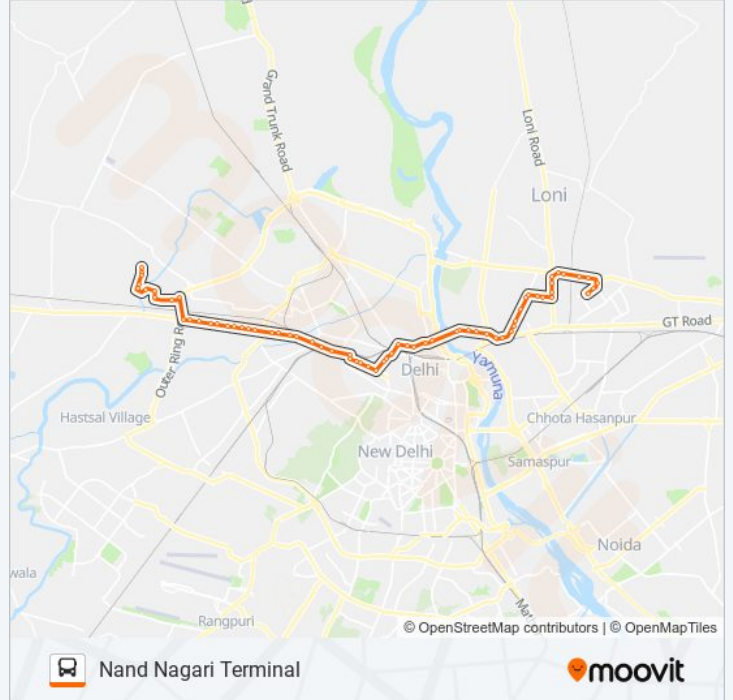 Grand Trunk Road
Loni Road
Loni
GT Road
Outer Ring R
Yamuna
Delhi
Hastsal Village
Chhota Hasanpur
New Delhi
Samaspur
Noida
wala
Rangpuri
Mat
© OpenStreetMap contributors | © OpenMapTiles
Nand Nagari Terminal
moovit